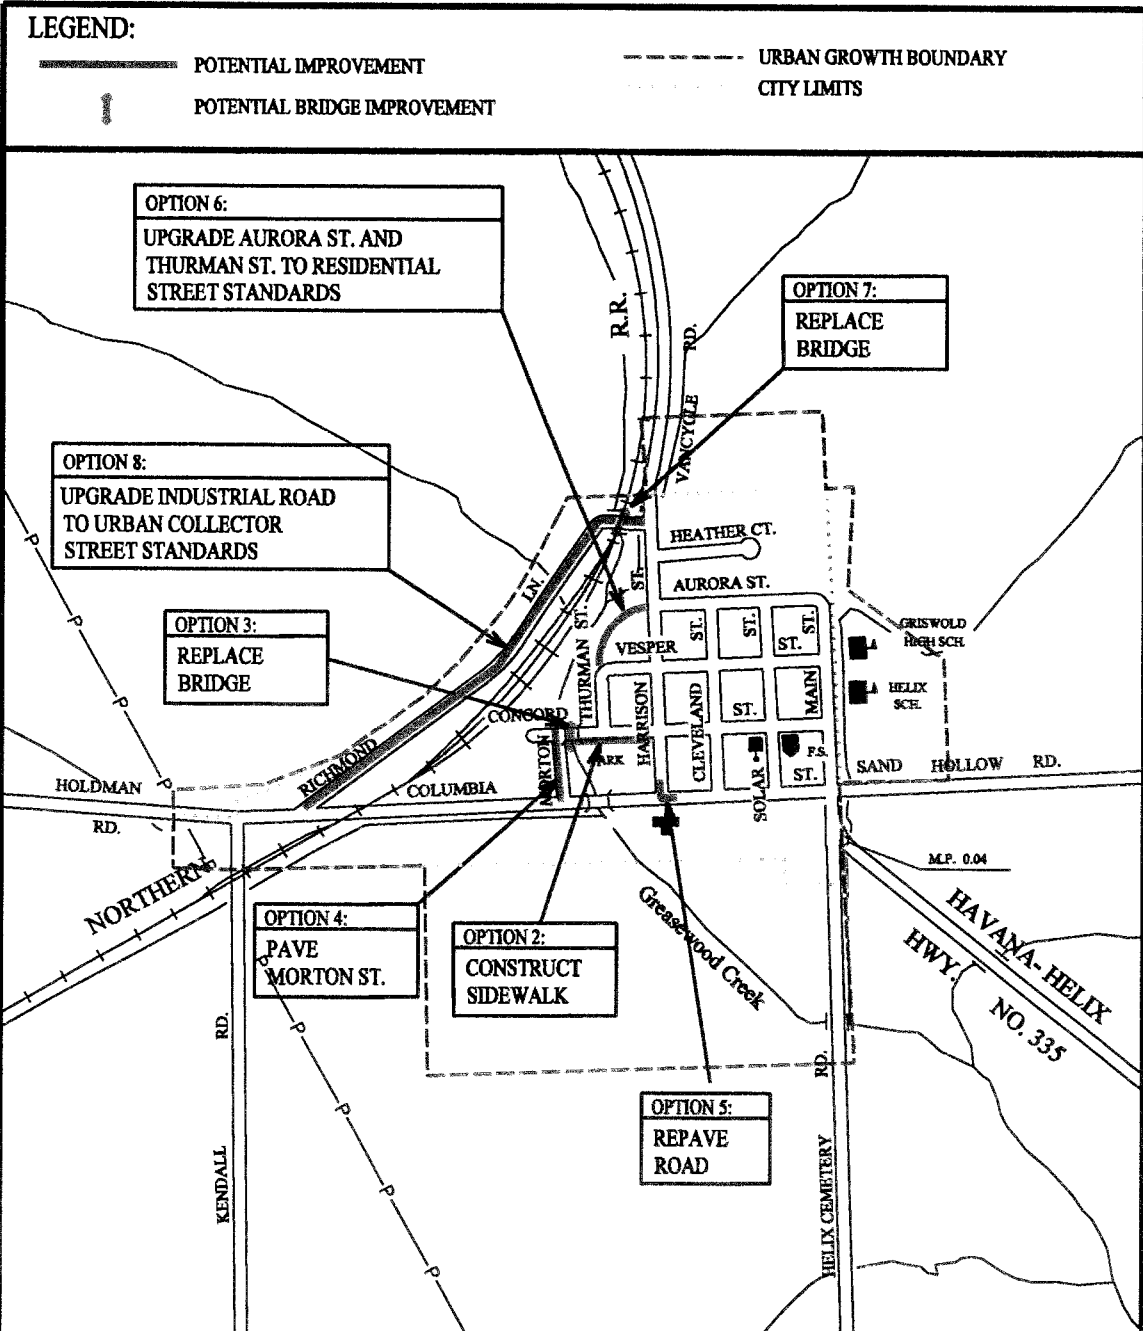 LEGEND:
POTENTIAL IMPROVEMENT
POTENTIAL BRIDGE IMPROVEMENT
URBAN GROWTH BOUNDARY
CITY LIMITS
OPTION 6:
UPGRADE AURORA ST. AND
THURMAN ST. TO RESIDENTIAL
STREET STANDARDS
OPTION 7:
REPLACE
BRIDGE
R.R.
VANCYCLE RD.
OPTION 8:
UPGRADE INDUSTRIAL ROAD
TO URBAN COLLECTOR
STREET STANDARDS
HEATHER CT.
AURORA ST.
OPTION 3:
REPLACE
BRIDGE
THURMAN ST.
VESPER ST.
HARRISON ST.
CLEVELAND ST.
SOLAR ST.
MAIN ST.
GRISWOLD
HIGH SCH.
HELIX
SCH.
CONCORD ST.
MORTON
F.S.
RICHMOND LN.
HOLDMAN RD.
COLUMBIA ST.
SAND HOLLOW RD.
M.P. 0.04
NORTHERN
P
P
P
P
P
P
P
P
P
OPTION 4:
PAVE
MORTON ST.
OPTION 2:
CONSTRUCT
SIDEWALK
Greasewood Creek
HAVANA-HELIX
HWY. NO. 335
OPTION 5:
REPAVE
ROAD
KENDALL RD.
HELIX CEMETERY RD.